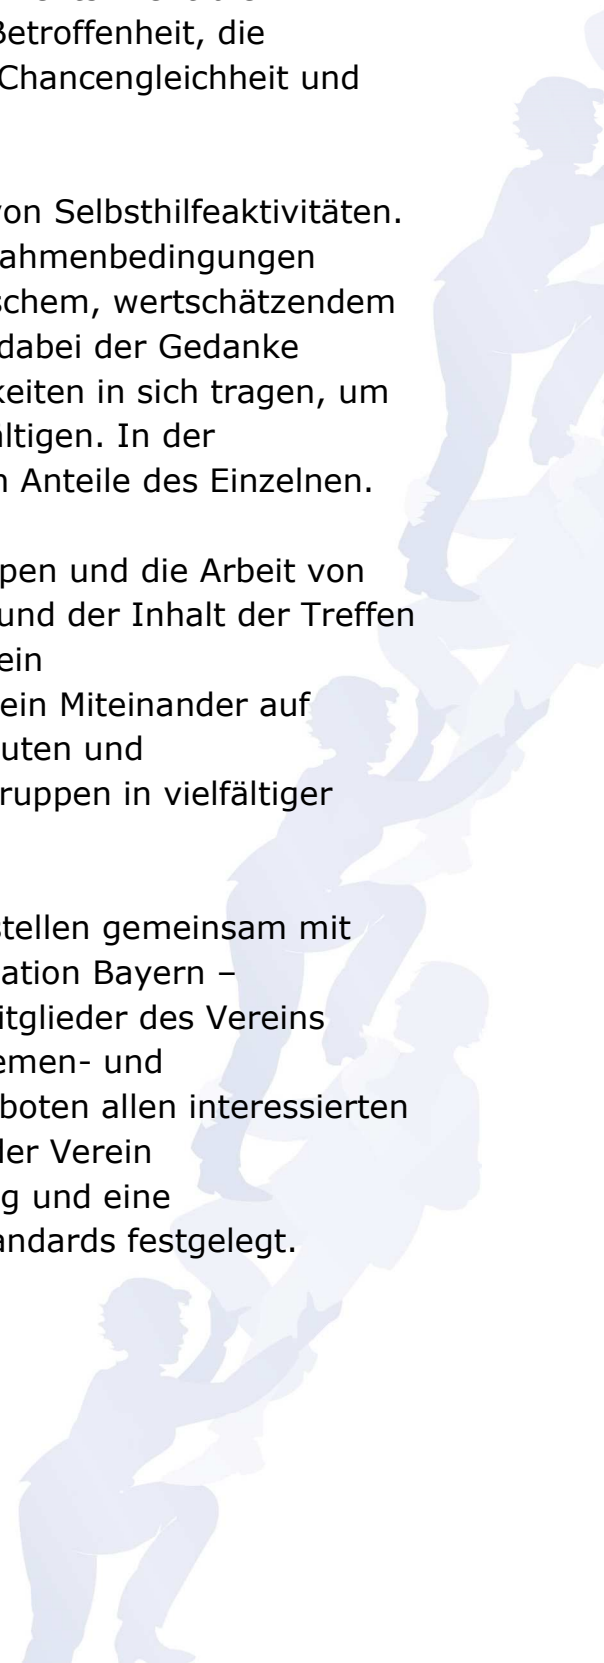 Betroffenheit, die
Chancengleichheit und
von Selbsthilfeaktivitäten.
ahmenbedingungen
schem, wertschätzendem
dabei der Gedanke
keiten in sich tragen, um
ältigen. In der
n Anteile des Einzelnen.
pen und die Arbeit von
und der Inhalt der Treffen
ein
ein Miteinander auf
uten und
ruppen in vielfältiger
stellen gemeinsam mit
ation Bayern –
itglieder des Vereins
emen- und
boten allen interessierten
der Verein
g und eine
andards festgelegt.